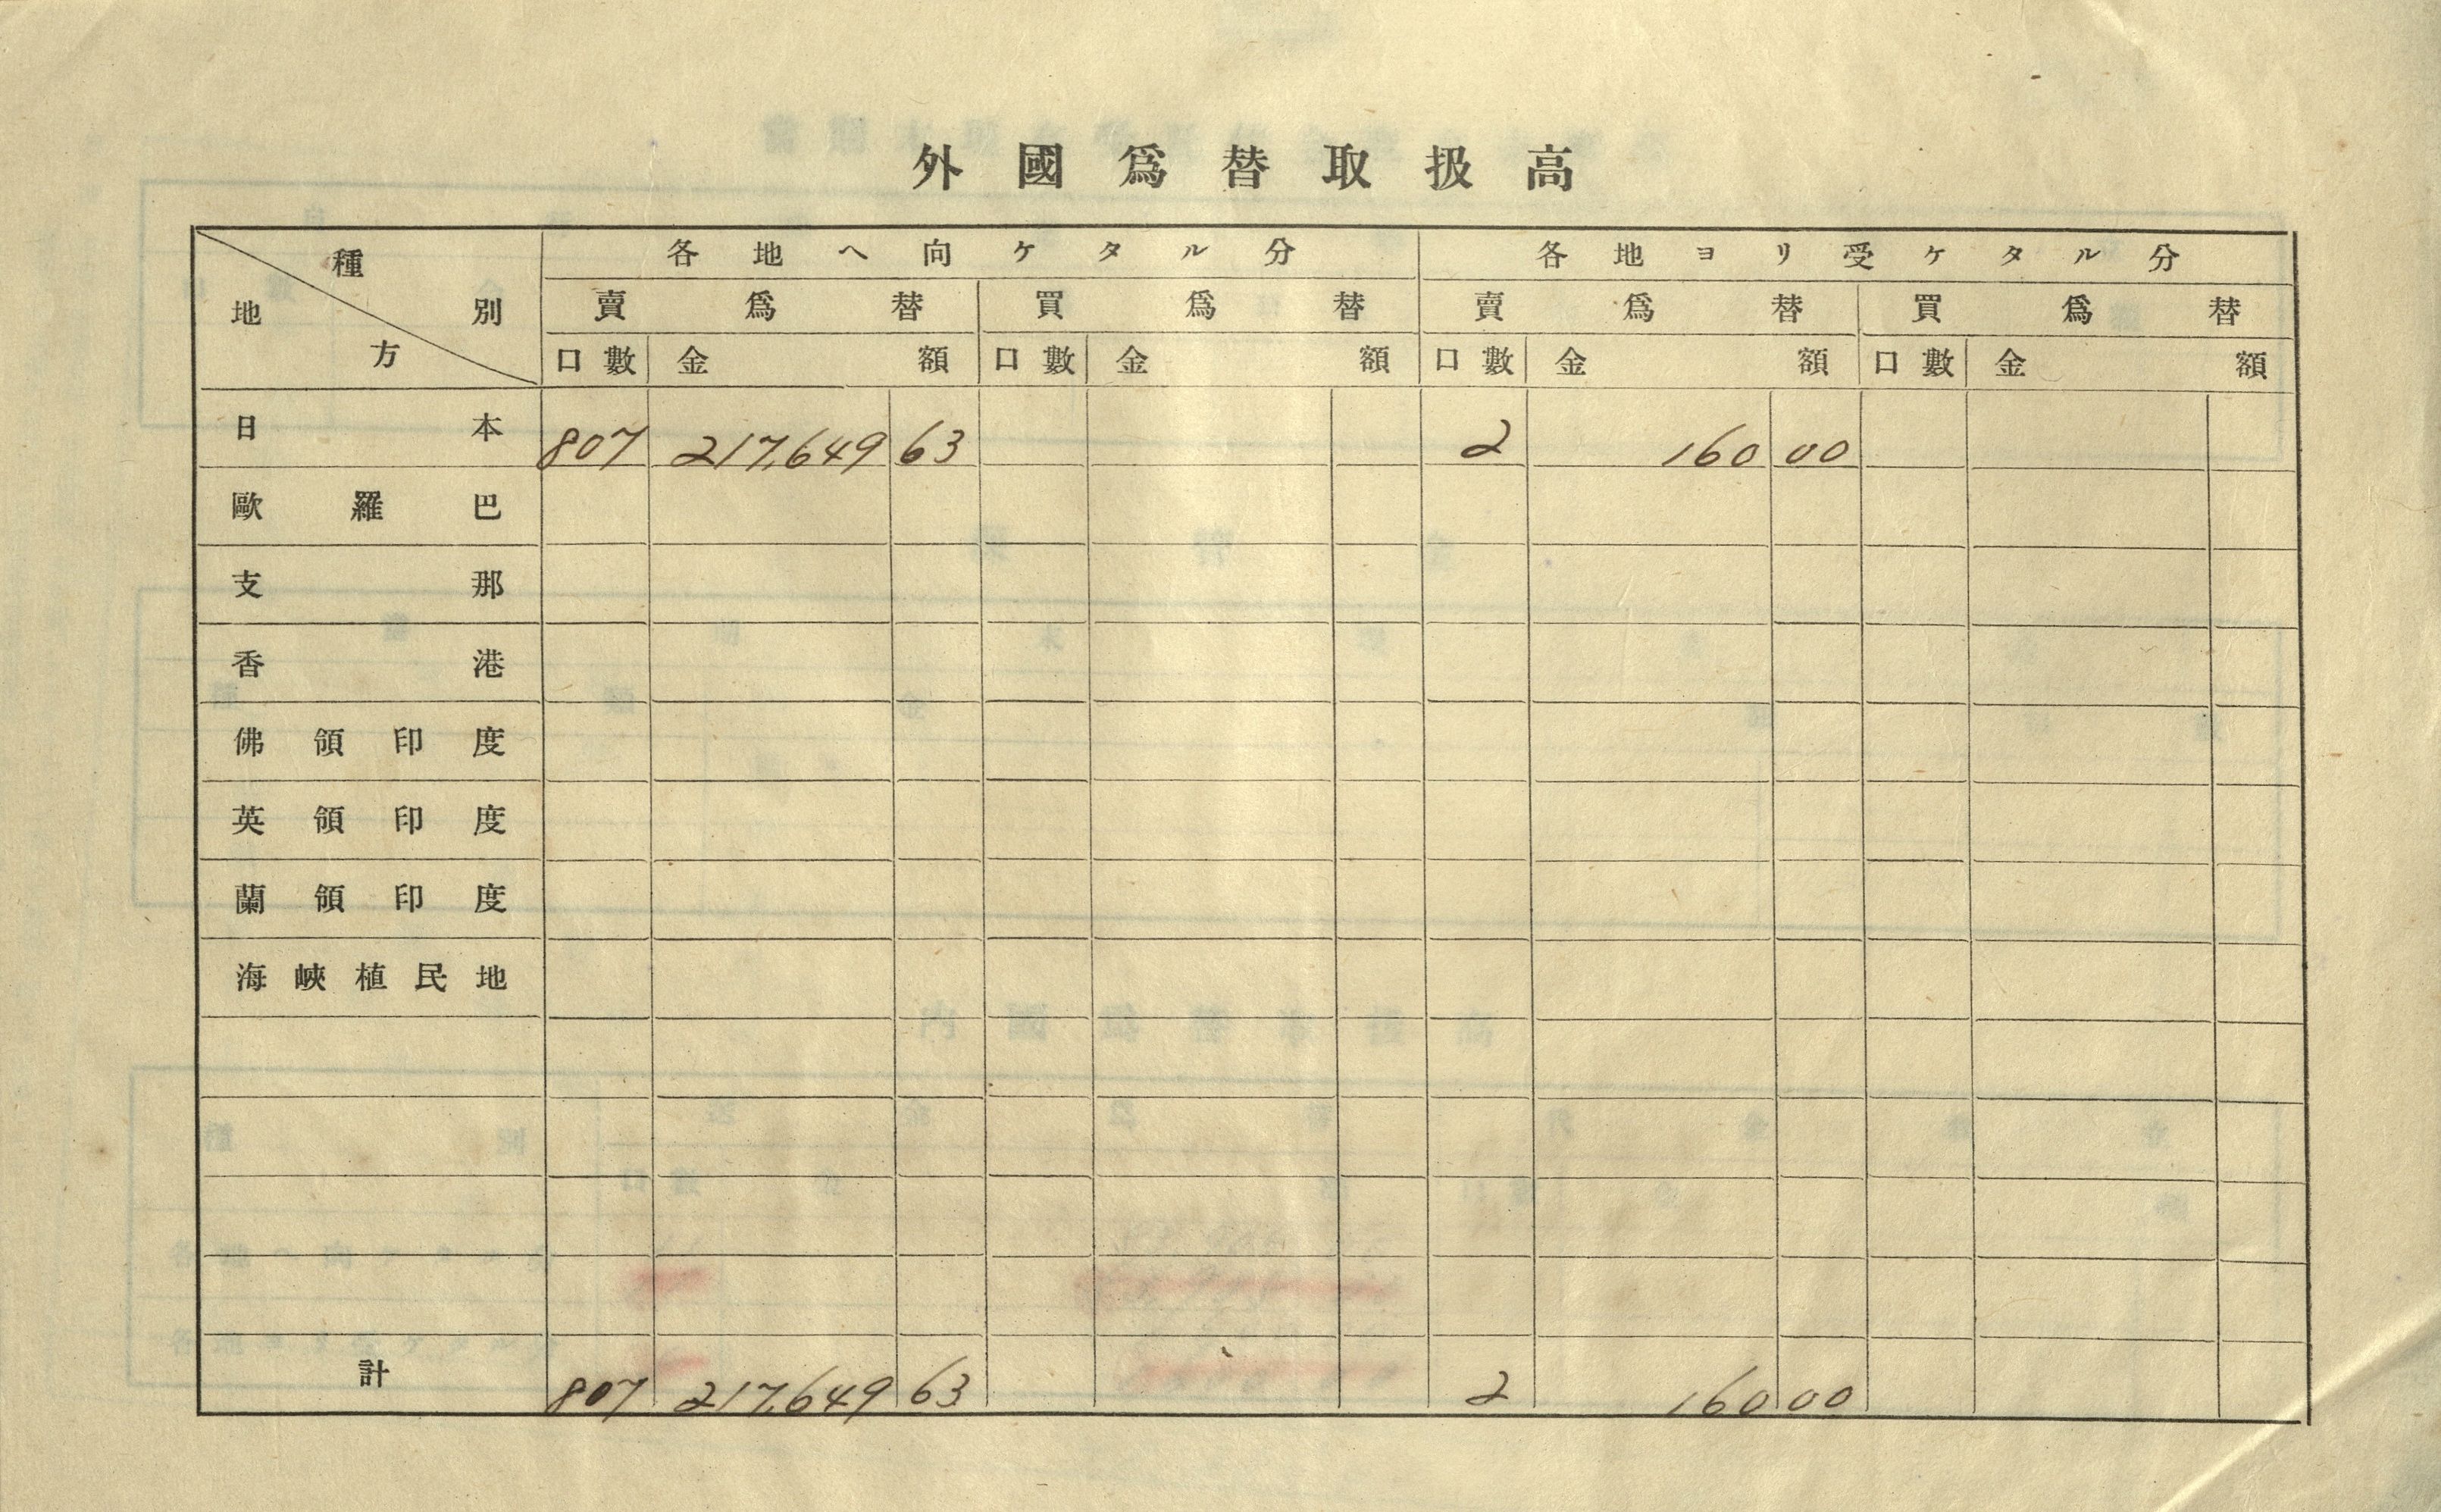 外國爲替取扱高
種別 地方 各地ヘ向ケタル分 各地ヨリ受ケタル分
賣爲替 買爲替 賣爲替 買爲替
口數 金額 口數 金額 口數 金額 口數 金額
日本 807 217,649 63 2 160 00
歐羅巴
支那
香港
佛領印度
英領印度
蘭領印度
海峽植民地
計 807 217,649 63 2 160 00